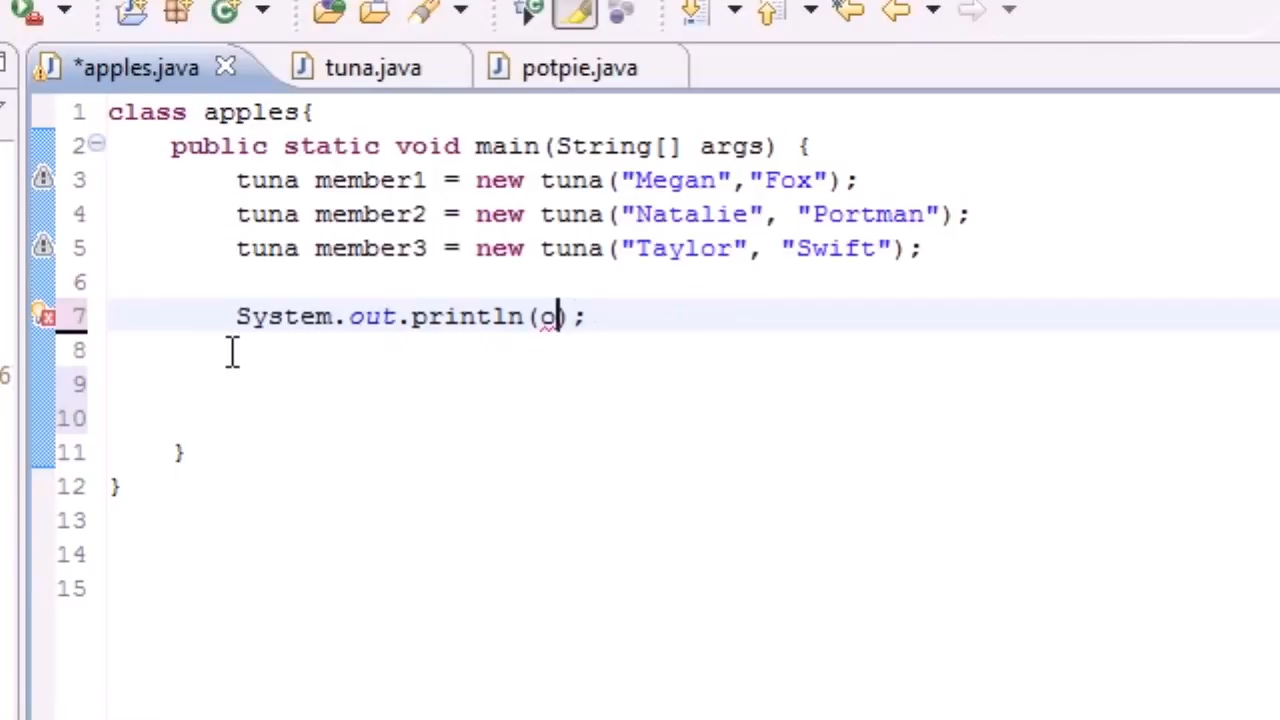 *apples.java tuna.java potpie.java
1 class apples{
2 public static void main(String[] args) {
3 tuna member1 = new tuna("Megan","Fox");
4 tuna member2 = new tuna("Natalie", "Portman");
5 tuna member3 = new tuna("Taylor", "Swift");
6
7 System.out.println(o);
8
9
10
11 }
12 }
13
14
15
6